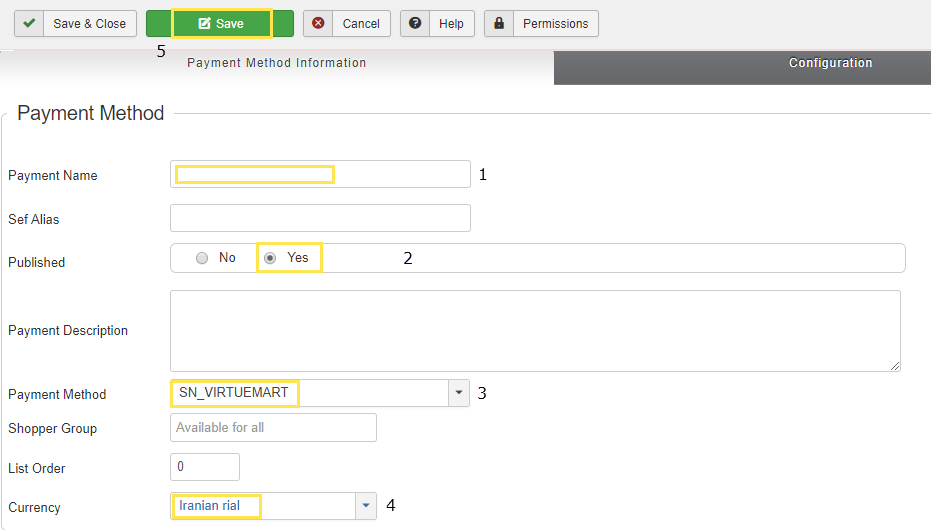 Save & Close Save Cancel Help Permissions
5
Payment Method Information Configuration
Payment Method
Payment Name 1
Sef Alias
Published No Yes 2
Payment Description
Payment Method SN_VIRTUEMART 3
Shopper Group Available for all
List Order 0
Currency Iranian rial 4